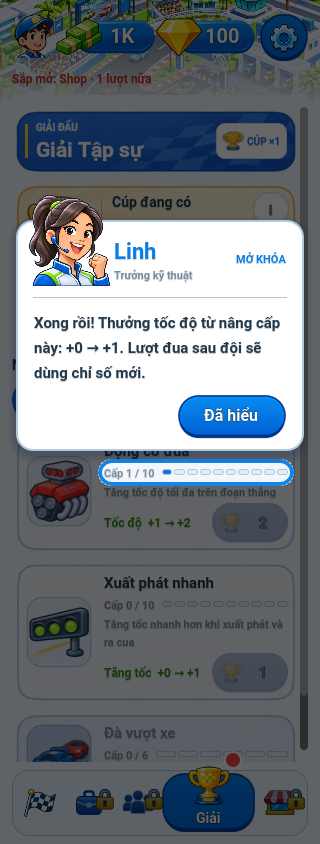 1K
100
Sắp mở: Shop · 1 lượt nữa
GIẢI ĐẤU
Giải Tập sự
CÚP ×1
Cúp đang có
1
Linh
Trưởng kỹ thuật
MỞ KHÓA
Xong rồi! Thưởng tốc độ từ nâng cấp
này: +0 → +1. Lượt đua sau đội sẽ
dùng chỉ số mới.
Đã hiểu
Động cơ đua
Cấp 1 / 10
Tăng tốc độ tối đa trên đoạn thẳng
Tốc độ +1 → +2
2
Xuất phát nhanh
Cấp 0 / 10
Tăng tốc nhanh hơn khi xuất phát và
ra cua
Tăng tốc +0 → +1
1
Đà vượt xe
Cấp 0 / 6
Giải